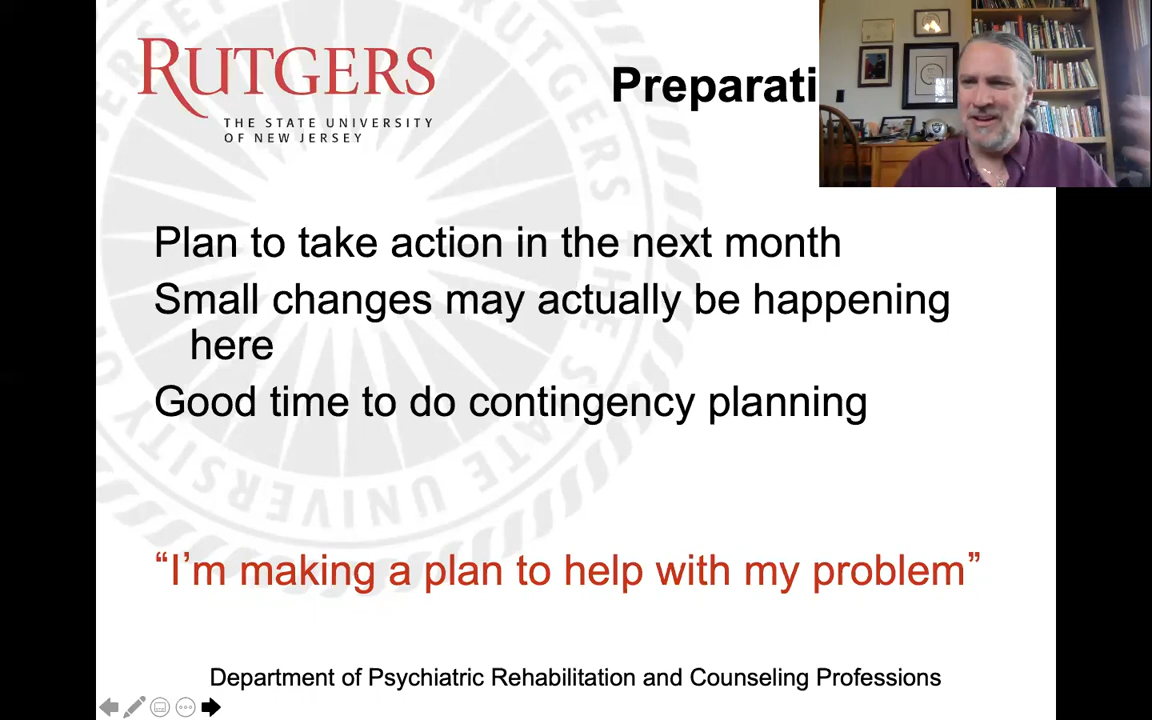 RUTGERS
THE STATE UNIVERSITY
OF NEW JERSEY
Preparati
Plan to take action in the next month
Small changes may actually be happening
here
Good time to do contingency planning
“I’m making a plan to help with my problem”
Department of Psychiatric Rehabilitation and Counseling Professions